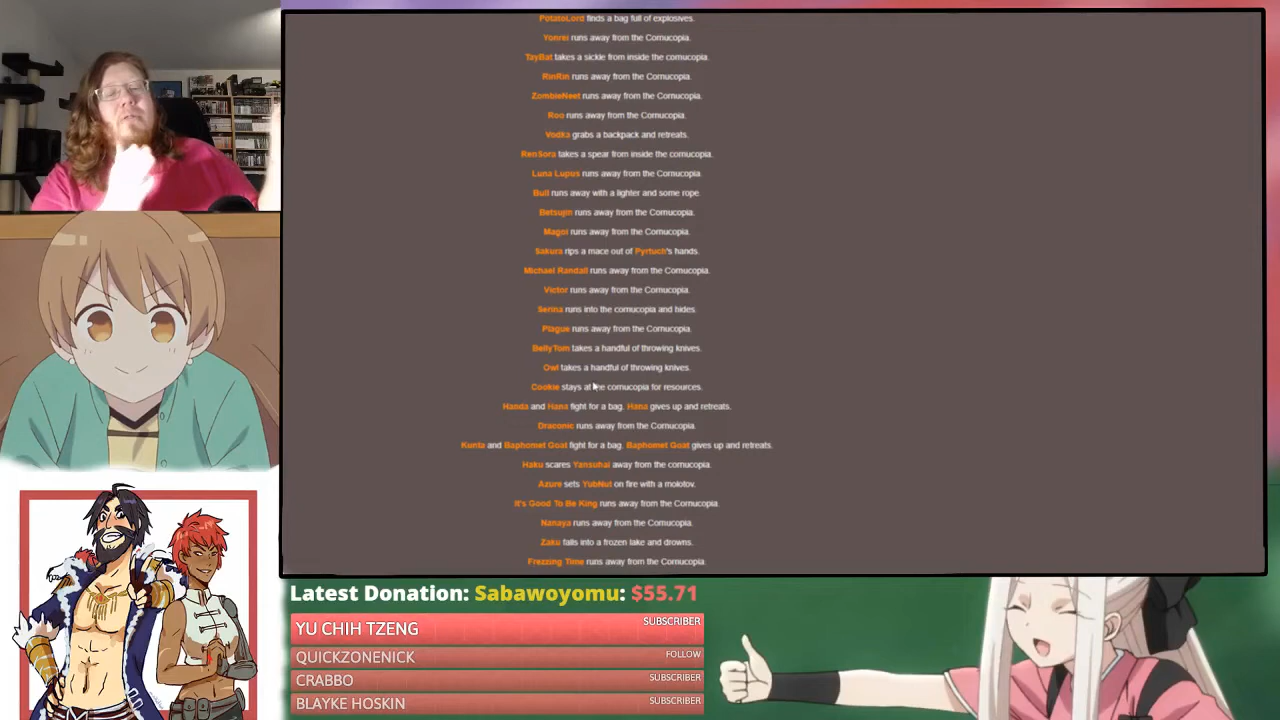 PotatoLord finds a bag full of explosives.
Yonrei runs away from the Cornucopia.
TayBat takes a sickle from inside the cornucopia.
RinRin runs away from the Cornucopia.
ZombieNeet runs away from the Cornucopia.
Roo runs away from the Cornucopia.
Vodka grabs a backpack and retreats.
RenSora takes a spear from inside the cornucopia.
Luna Lupus runs away from the Cornucopia.
Bull runs away with a lighter and some rope.
Betsugin runs away from the Cornucopia.
Magoi runs away from the Cornucopia.
Sakura rips a mace out of Pyrtuch's hands.
Michael Randall runs away from the Cornucopia.
Victor runs away from the Cornucopia.
Serina runs into the cornucopia and hides.
Plague runs away from the Cornucopia.
BellyTom takes a handful of throwing knives.
Owl takes a handful of throwing knives.
Cookie stays at the cornucopia for resources.
Handa and Hana fight for a bag. Hana gives up and retreats.
Draconic runs away from the Cornucopia.
Kunta and Baphomet Goat fight for a bag. Baphomet Goat gives up and retreats.
Haku scares Yansuhai away from the cornucopia.
Azure sets YubNut on fire with a molotov.
It's Good To Be King runs away from the Cornucopia.
Nanaya runs away from the Cornucopia.
Zaku falls into a frozen lake and drowns.
Frezzing Time runs away from the Cornucopia.
Latest Donation: Sabawoyomu: $55.71
YU CHIH TZENG SUBSCRIBER
QUICKZONENICK FOLLOW
CRABBO SUBSCRIBER
BLAYKE HOSKIN SUBSCRIBER